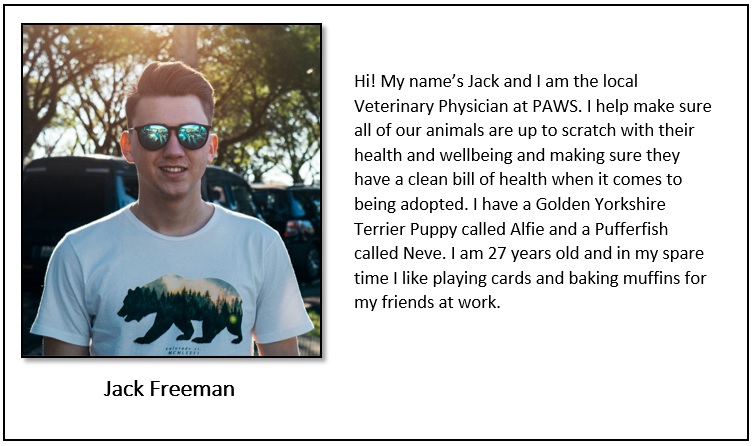 Hi! My name’s Jack and I am the local
Veterinary Physician at PAWS. I help make sure
all of our animals are up to scratch with their
health and wellbeing and making sure they
have a clean bill of health when it comes to
being adopted. I have a Golden Yorkshire
Terrier Puppy called Alfie and a Pufferfish
called Neve. I am 27 years old and in my spare
time I like playing cards and baking muffins for
my friends at work.
Jack Freeman